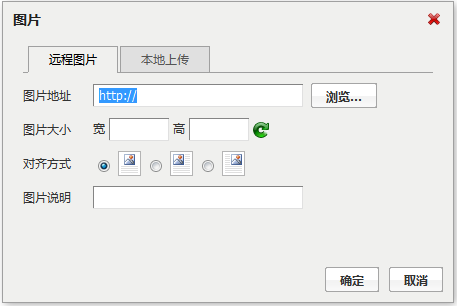 图片
远程图片 本地上传
图片地址 http:// 浏览...
图片大小 宽 高
对齐方式
图片说明
确定 取消